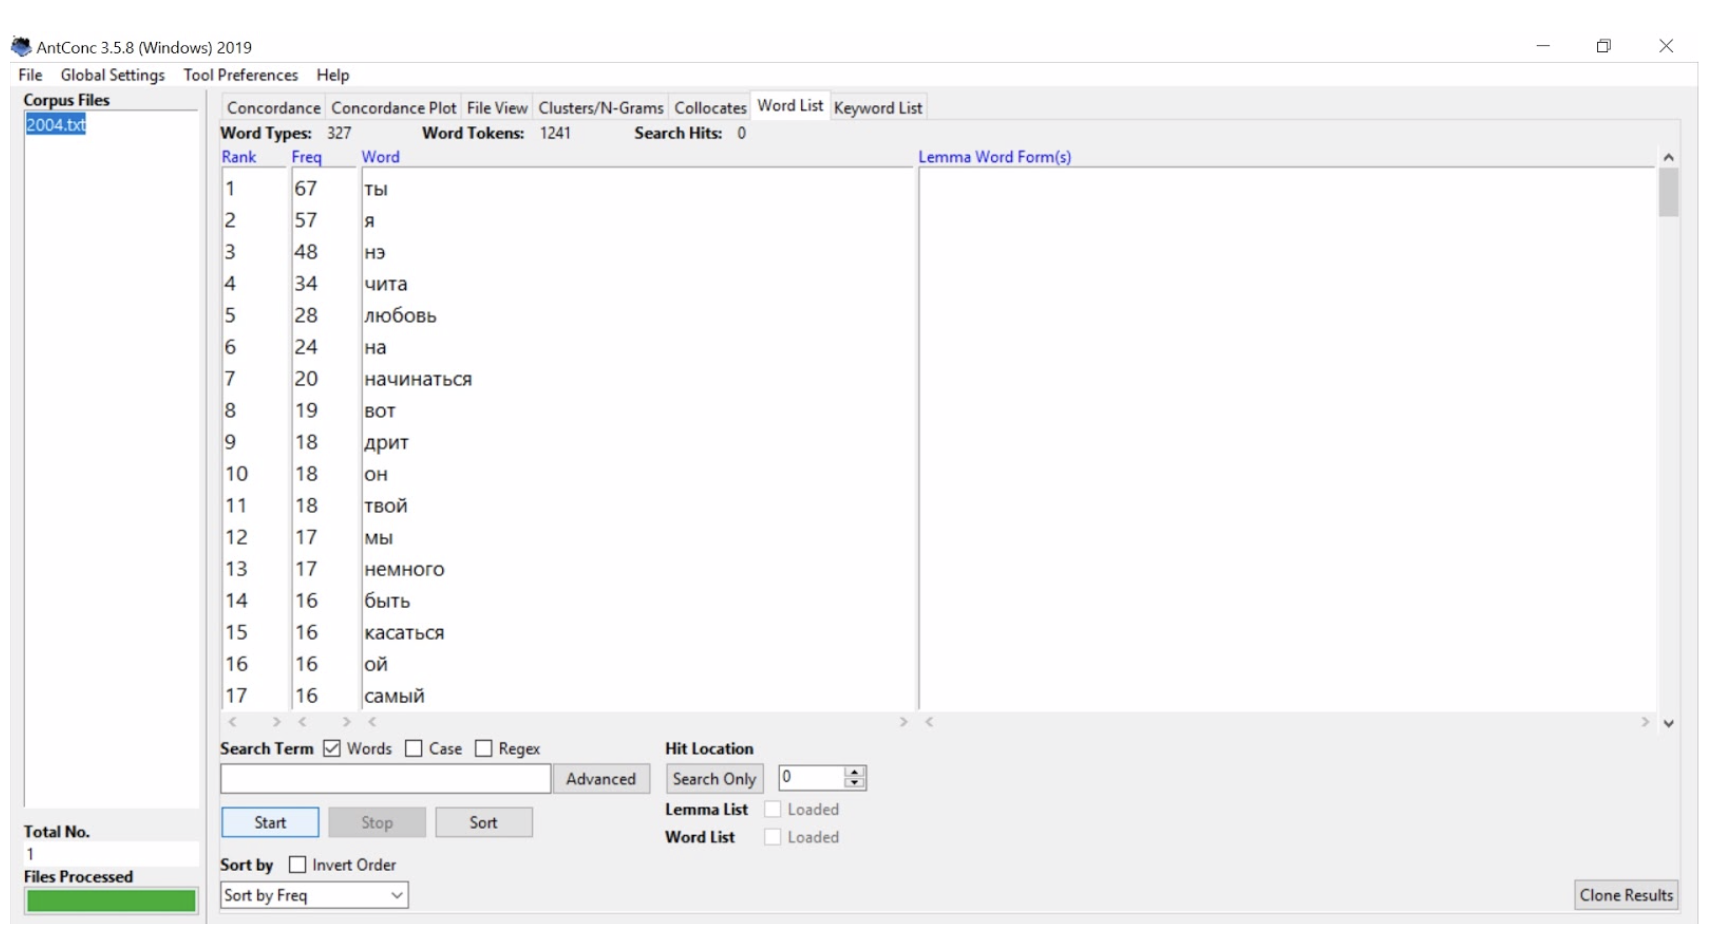 AntConc 3.5.8 (Windows) 2019
File Global Settings Tool Preferences Help
Corpus Files
2004.txt
Concordance Concordance Plot File View Clusters/N-Grams Collocates Word List Keyword List
Word Types: 327 Word Tokens: 1241 Search Hits: 0
Rank Freq Word Lemma Word Form(s)
1 67 ты
2 57 я
3 48 нэ
4 34 чита
5 28 любовь
6 24 на
7 20 начинаться
8 19 вот
9 18 дрит
10 18 он
11 18 твой
12 17 мы
13 17 немного
14 16 быть
15 16 касаться
16 16 ой
17 16 самый
Search Term Words Case Regex Hit Location
Advanced Search Only 0
Start Stop Sort Lemma List Loaded
Word List Loaded
Total No.
1
Sort by Invert Order
Files Processed
Sort by Freq Clone Results